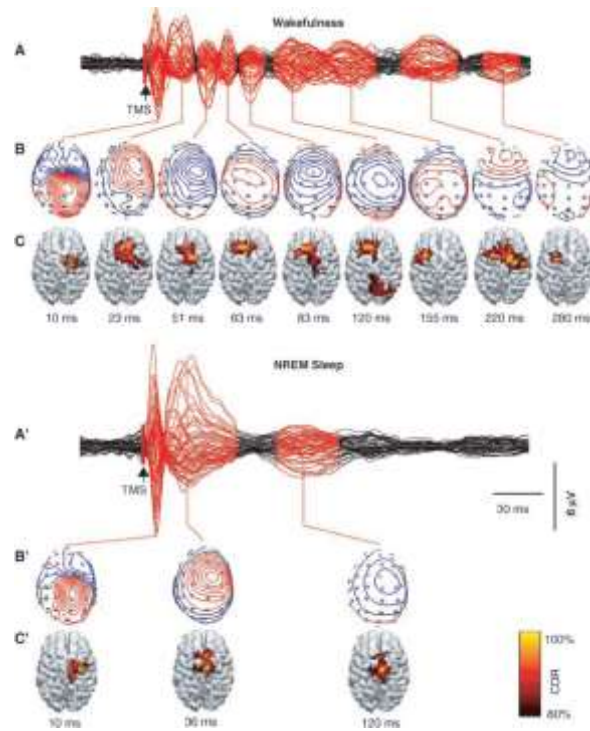 Wakefulness
A
TMS
B
C
10 ms 23 ms 51 ms 63 ms 83 ms 120 ms 155 ms 220 ms 280 ms
NREM Sleep
A'
TMS
30 ms
6 μV
B'
C'
100%
CDR
80%
10 ms 36 ms 120 ms